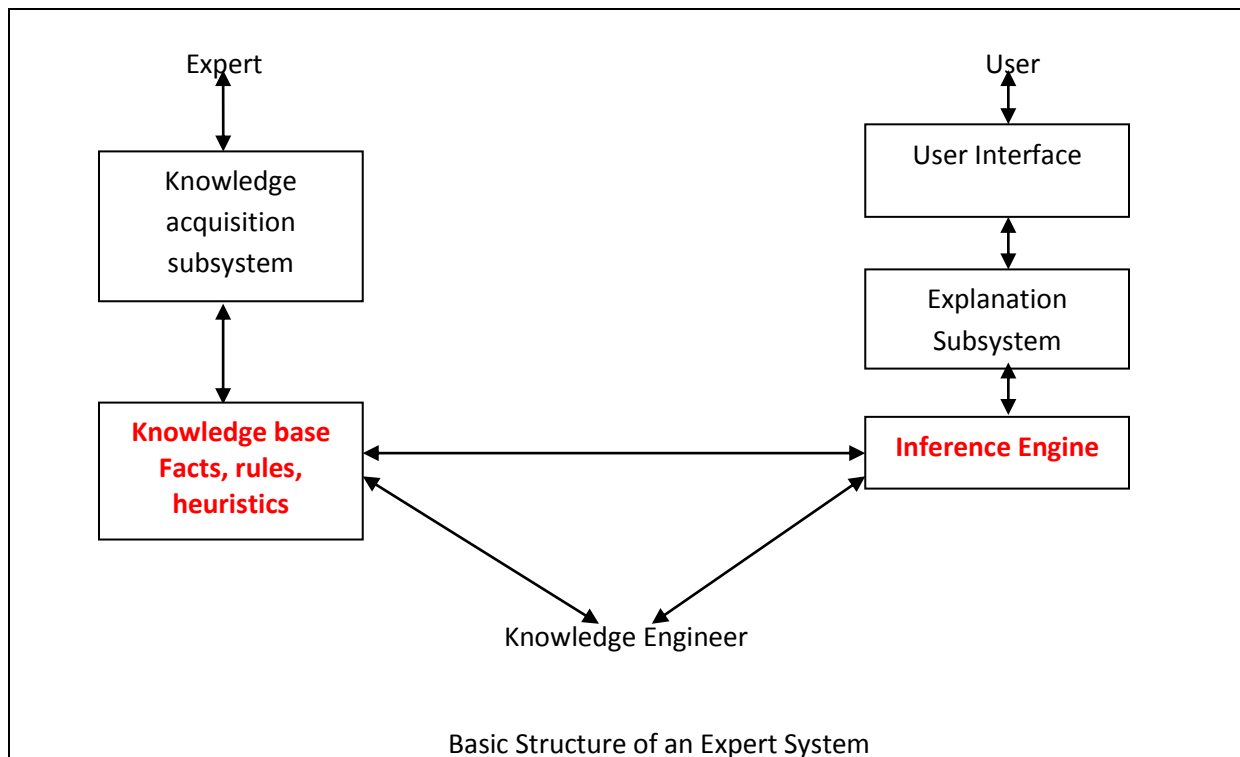 Expert
User
Knowledge
acquisition
subsystem
User Interface
Explanation
Subsystem
Knowledge base
Facts, rules,
heuristics
Inference Engine
Knowledge Engineer
Basic Structure of an Expert System